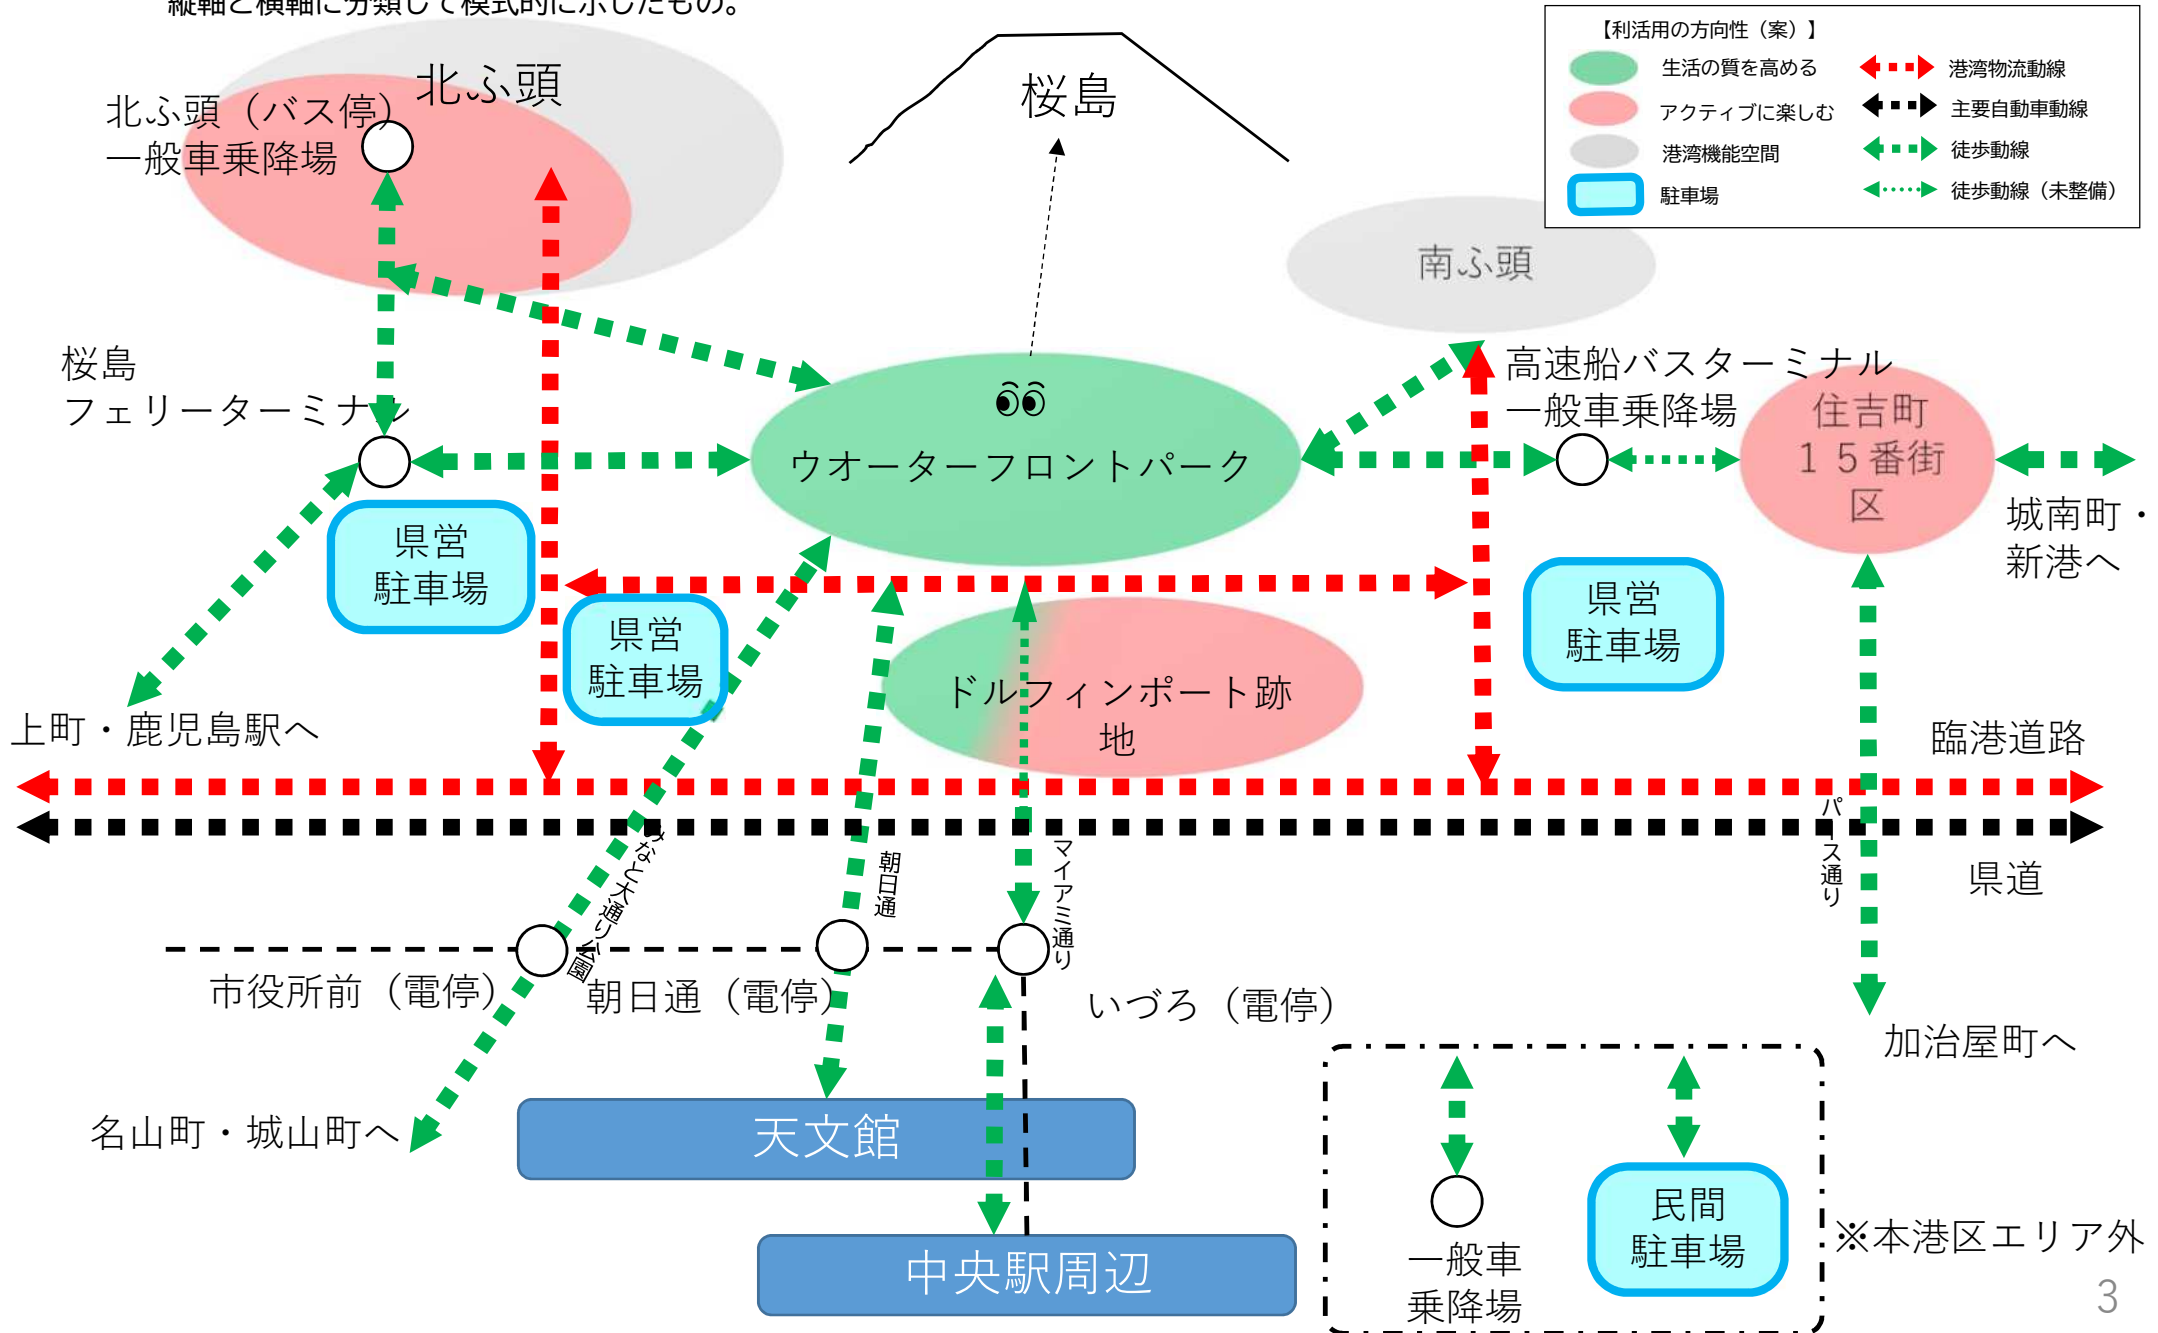 縦軸と横軸に分類して模式的に示したもの。
【利活用の方向性（案）】
生活の質を高める
アクティブに楽しむ
港湾機能空間
駐車場
港湾物流動線
主要自動車動線
徒歩動線
徒歩動線（未整備）
北ふ頭
北ふ頭（バス停）
一般車乗降場
桜島
南ふ頭
桜島
フェリーターミナル
高速船バスターミナル
一般車乗降場
住吉町
１５番街
区
ウオーターフロントパーク
城南町・
新港へ
県営
駐車場
県営
駐車場
県営
駐車場
ドルフィンポート跡
地
上町・鹿児島駅へ
臨港道路
県道
みなと大通り公園
朝日通
マイアミ通り
パース通り
市役所前（電停）
朝日通（電停）
いづろ（電停）
加治屋町へ
名山町・城山町へ
天文館
中央駅周辺
一般車
乗降場
民間
駐車場
※本港区エリア外
3